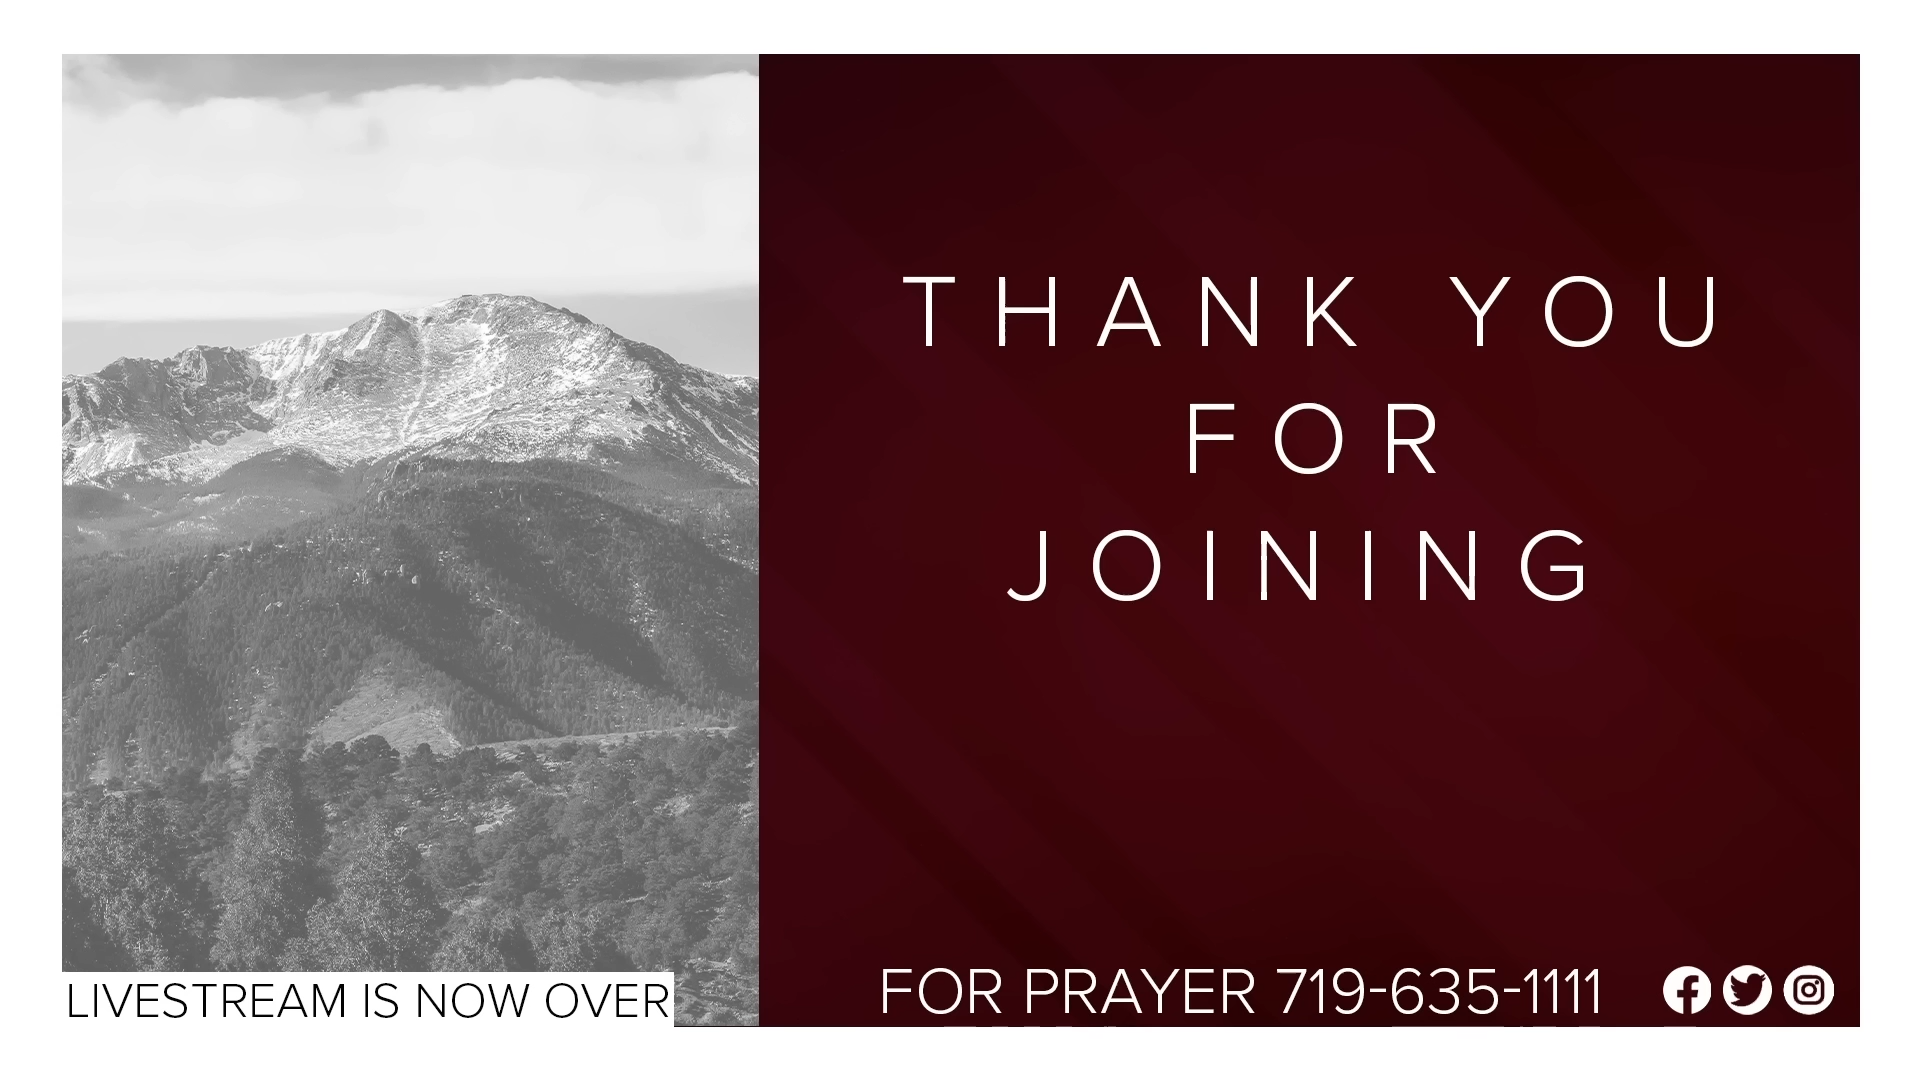 THANK YOU
FOR
JOINING
LIVESTREAM IS NOW OVER
FOR PRAYER 719-635-1111